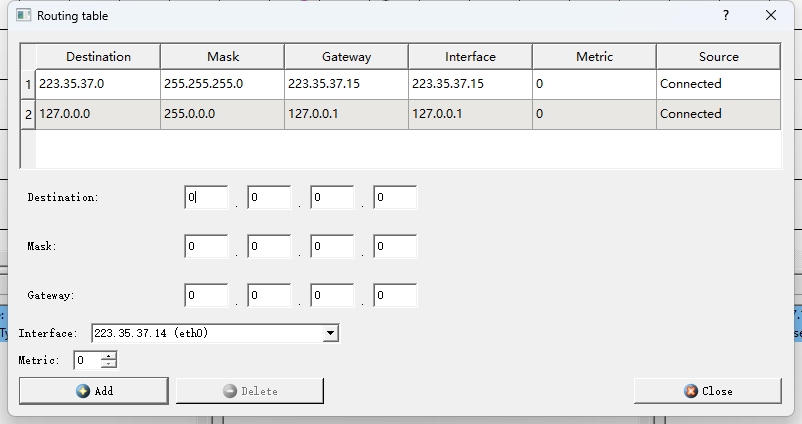 Routing table
? 
Destination Mask Gateway Interface Metric Source
1 223.35.37.0 255.255.255.0 223.35.37.15 223.35.37.15 0 Connected
2 127.0.0.0 255.0.0.0 127.0.0.1 127.0.0.1 0 Connected
Destination: 0 . 0 . 0 . 0
Mask: 0 . 0 . 0 . 0
Gateway: 0 . 0 . 0 . 0
Interface: 223.35.37.14 (eth0)
Metric: 0
Add Delete Close